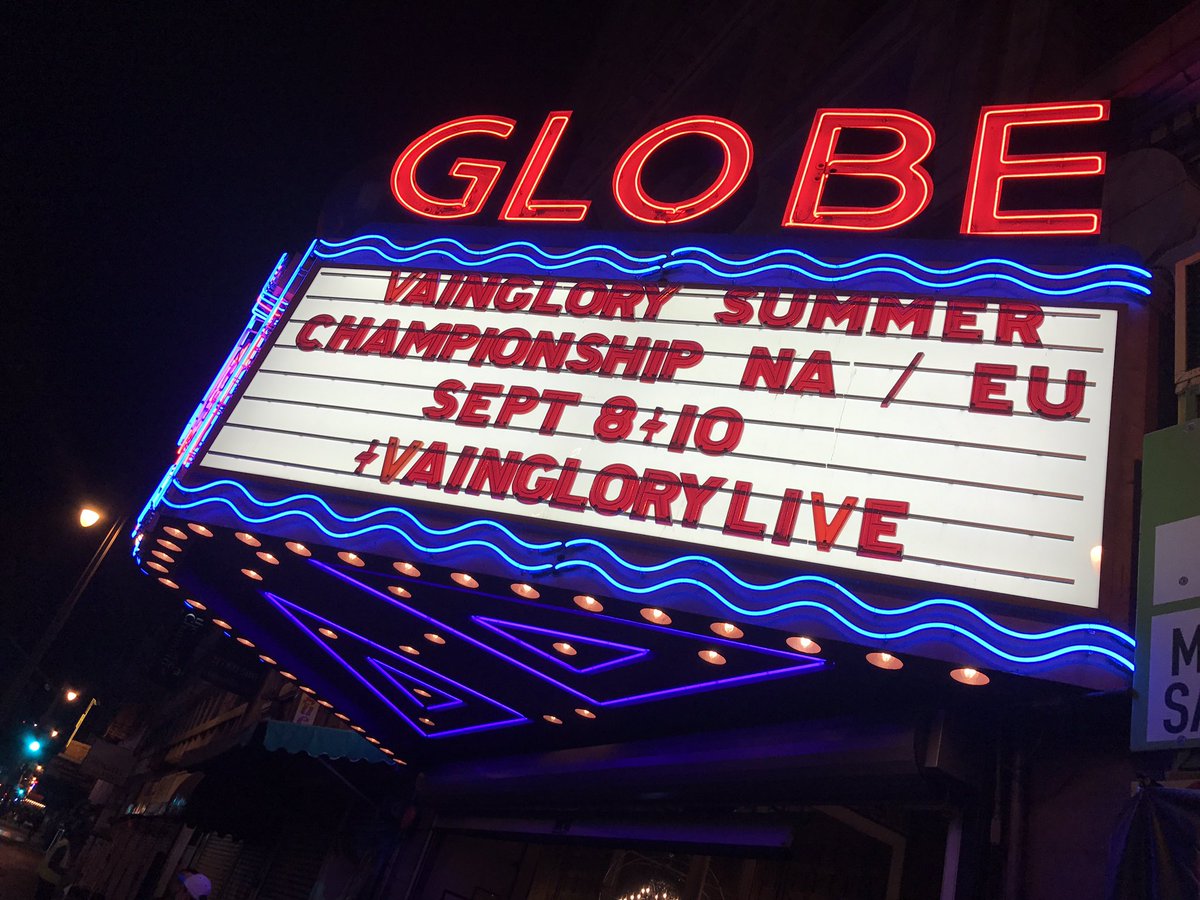 GLOBE
VAINGLORY SUMMER
CHAMPIONSHIP NA / EU
SEPT 8+10
+VAINGLORYLIVE